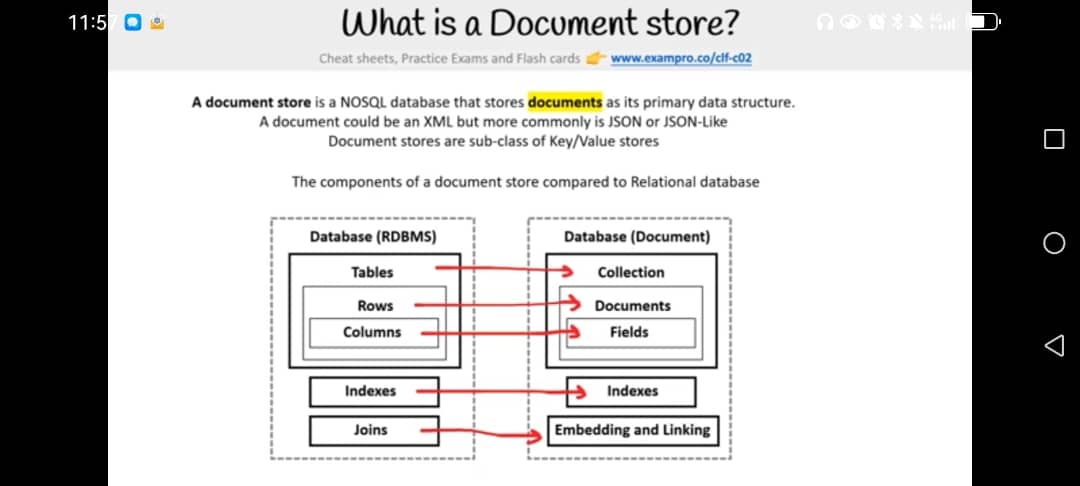 11:5
What is a Document store?
Cheat sheets, Practice Exams and Flash cards 👉 www.exampro.co/clf-c02
A document store is a NOSQL database that stores documents as its primary data structure.
A document could be an XML but more commonly is JSON or JSON-Like
Document stores are sub-class of Key/Value stores
The components of a document store compared to Relational database
Database (RDBMS)
Tables
Rows
Columns
Indexes
Joins
Database (Document)
Collection
Documents
Fields
Indexes
Embedding and Linking